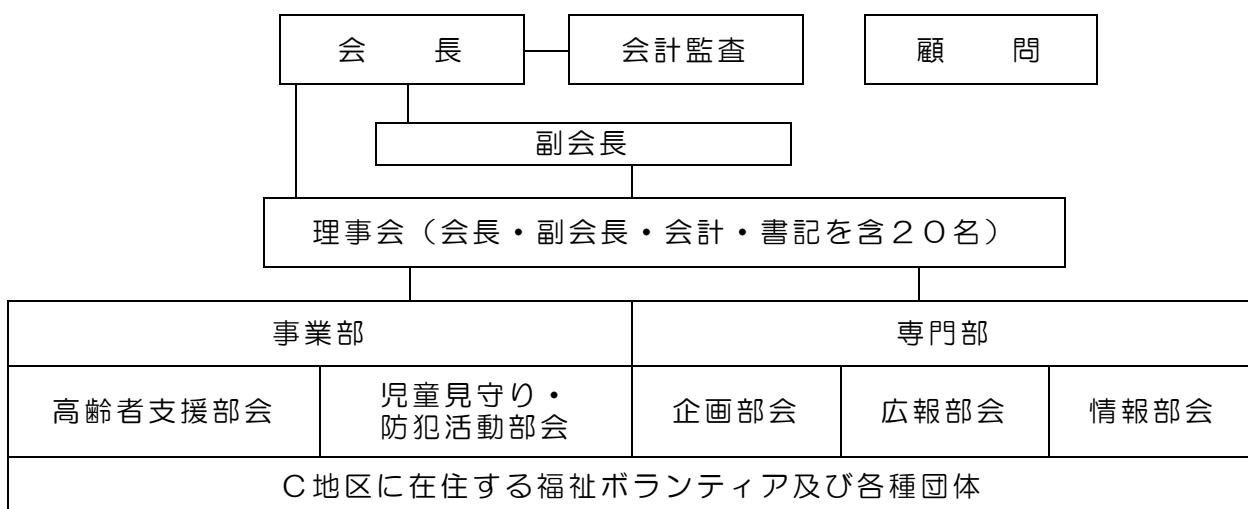 会　　長
会計監査
顧　　問
副会長
理事会（会長・副会長・会計・書記を含２０名）
事業部
専門部
高齢者支援部会
児童見守り・
防犯活動部会
企画部会
広報部会
情報部会
Ｃ地区に在住する福祉ボランティア及び各種団体